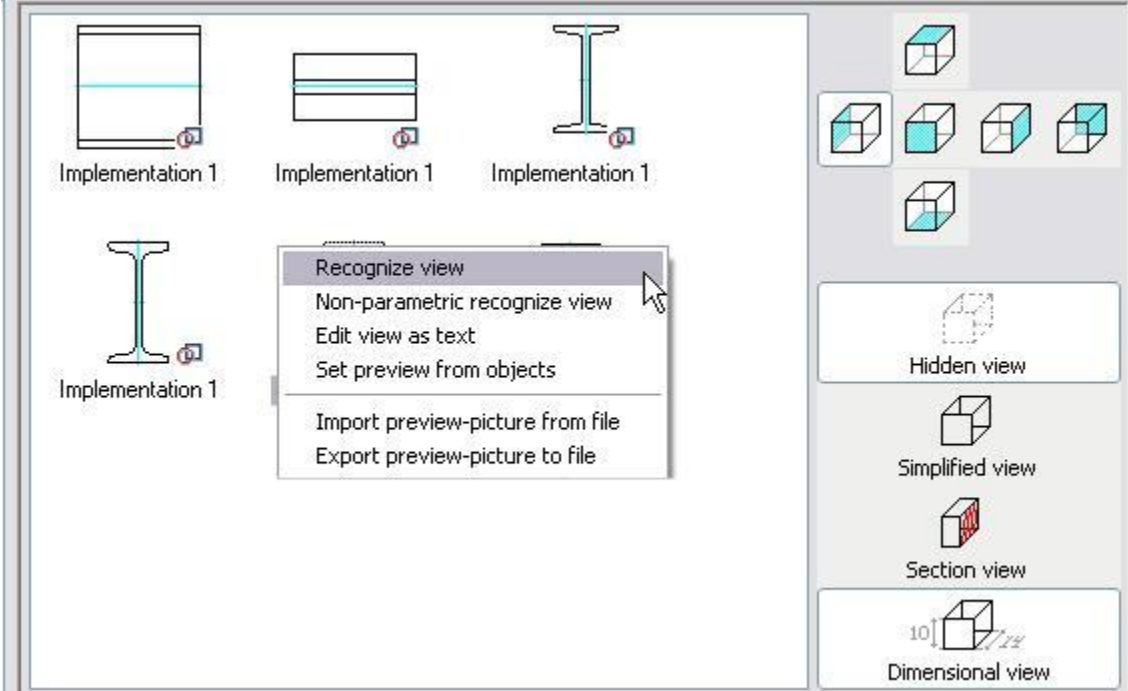 Implementation 1
Implementation 1
Implementation 1
Implementation 1
Recognize view
Non-parametric recognize view
Edit view as text
Set preview from objects
Import preview-picture from file
Export preview-picture to file
Hidden view
Simplified view
Section view
10
14
Dimensional view